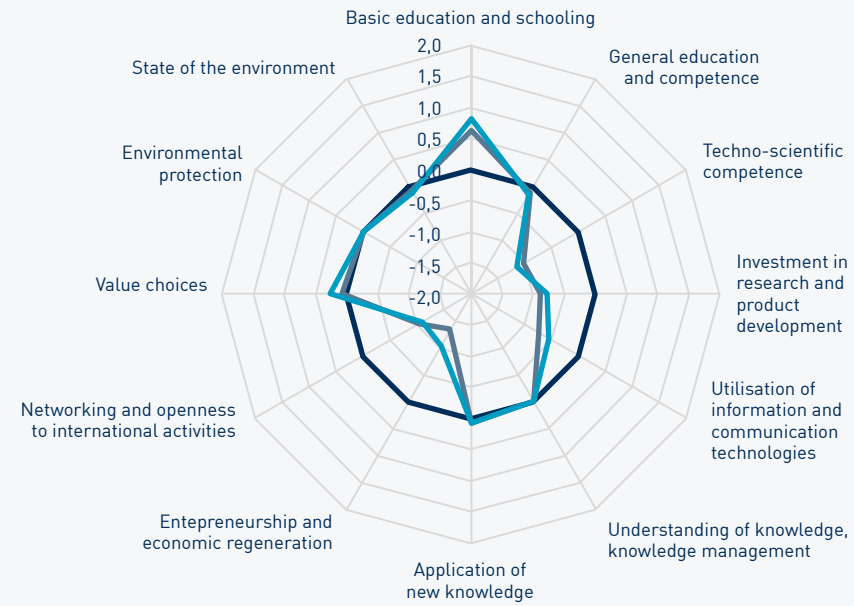 Basic education and schooling
2,0
1,5
1,0
0,5
0,0
-0,5
-1,0
-1,5
-2,0
General education
and competence
Techno-scientific
competence
Investment in
research and
product
development
Utilisation of
information and
communication
technologies
Understanding of knowledge,
knowledge management
Application of
new knowledge
Entepreneurship and
economic regeneration
Networking and openness
to international activities
Value choices
Environmental
protection
State of the environment